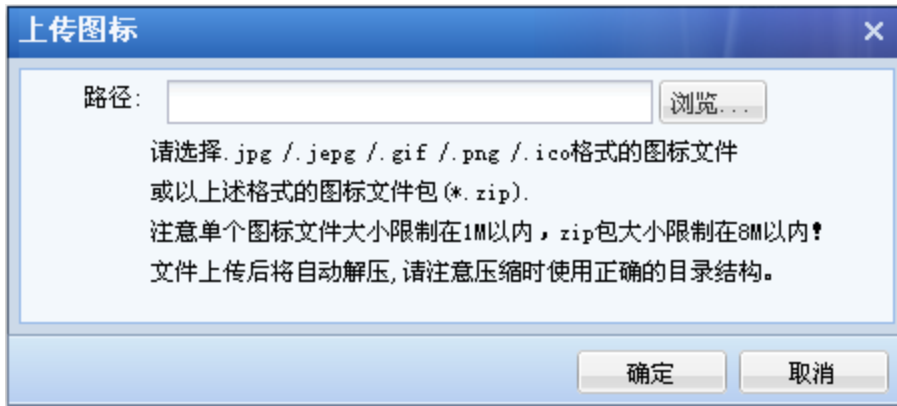 上传图标
路径:
浏览...
请选择.jpg /.jepg /.gif /.png /.ico格式的图标文件
或以上述格式的图标文件包(*.zip).
注意单个图标文件大小限制在1M以内，zip包大小限制在8M以内!
文件上传后将自动解压,请注意压缩时使用正确的目录结构。
确定
取消